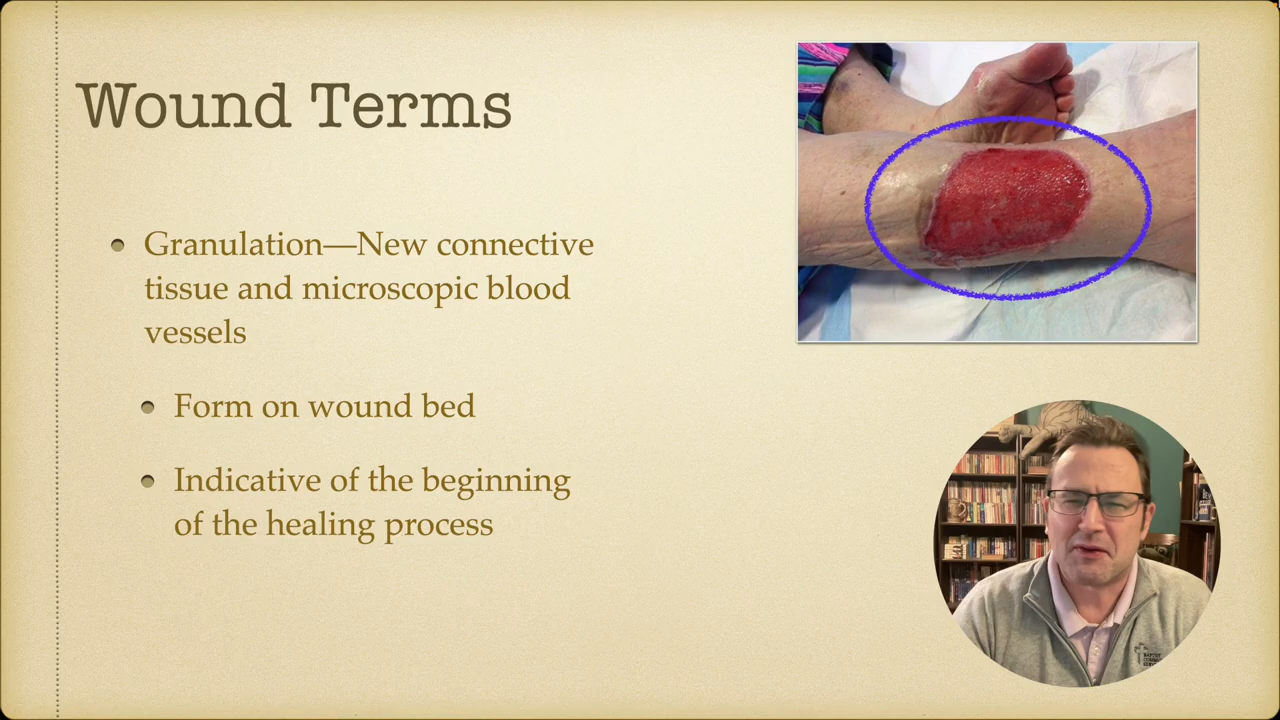 Wound Terms
Granulation—New connective
tissue and microscopic blood
vessels
Form on wound bed
Indicative of the beginning
of the healing process